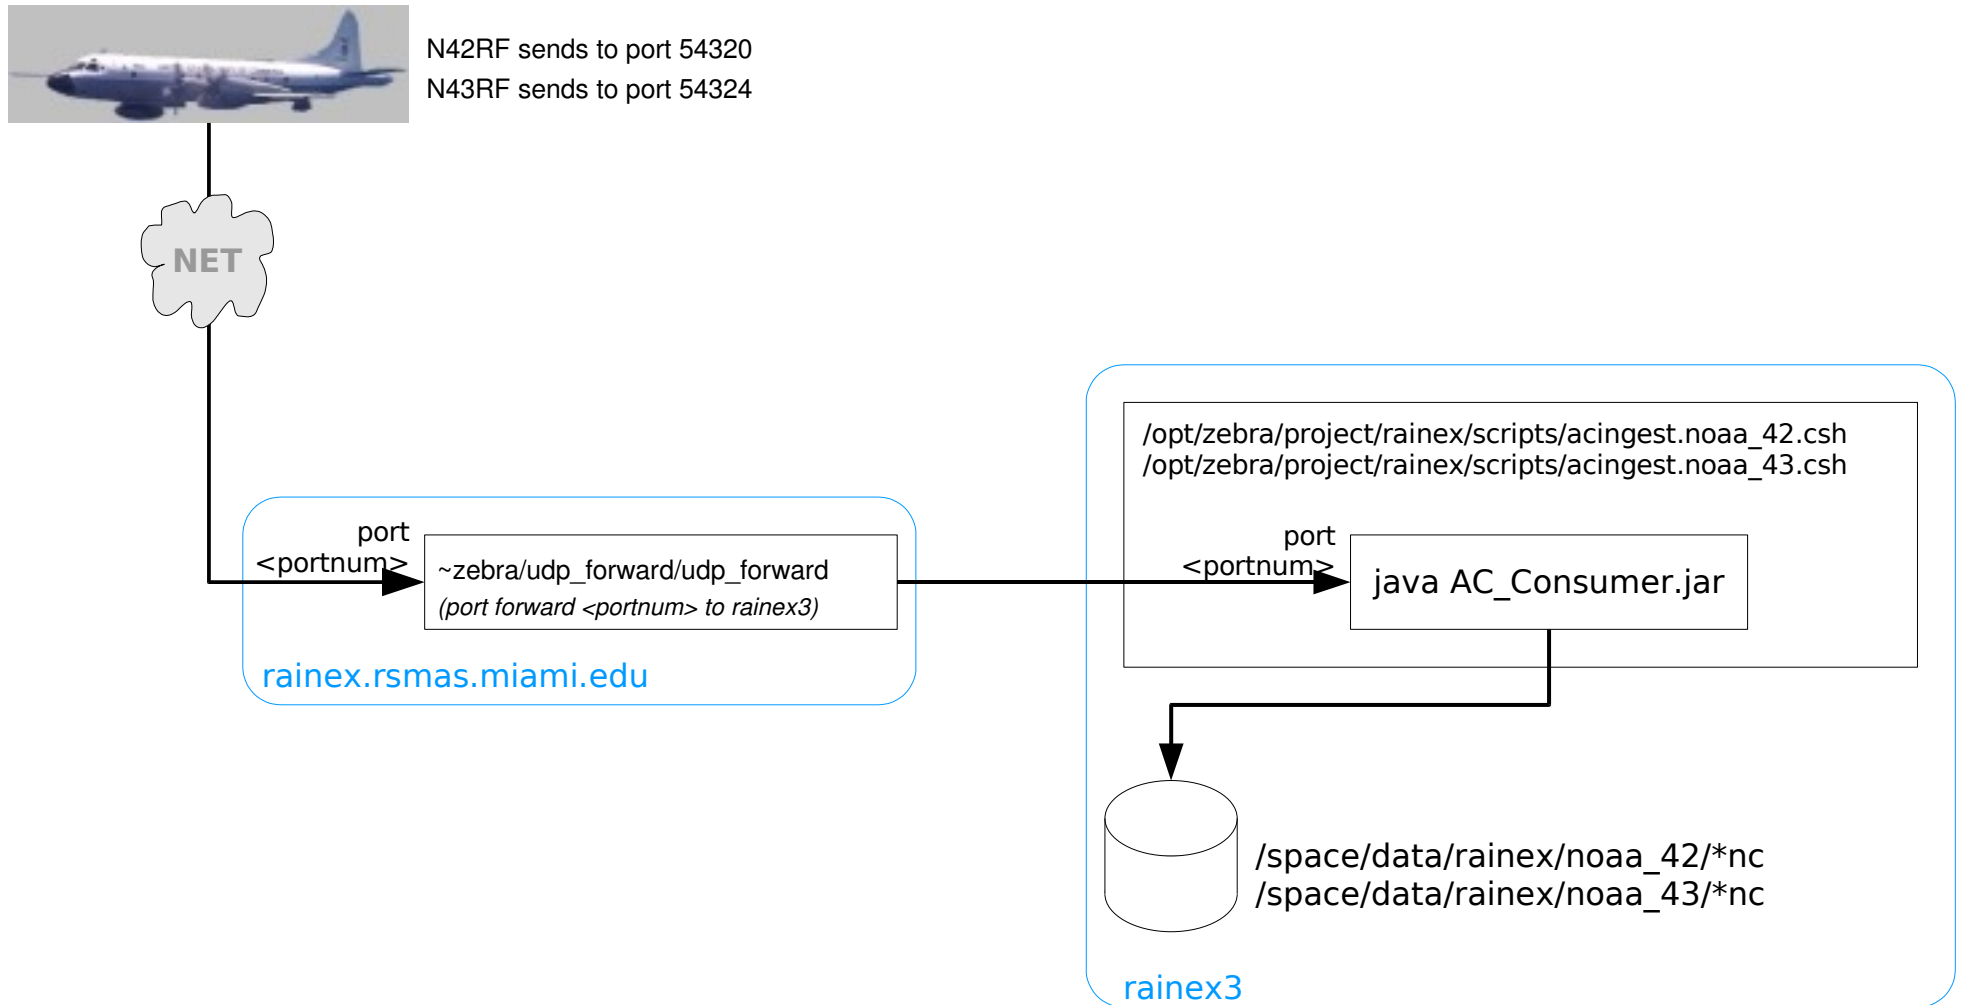 N42RF sends to port 54320
N43RF sends to port 54324
NET
/opt/zebra/project/rainex/scripts/acingest.noaa_42.csh
/opt/zebra/project/rainex/scripts/acingest.noaa_43.csh
port
<portnum>
~zebra/udp_forward/udp_forward
(port forward <portnum> to rainex3)
rainex.rsmas.miami.edu
port
<portnum>
java AC_Consumer.jar
/space/data/rainex/noaa_42/*nc
/space/data/rainex/noaa_43/*nc
rainex3